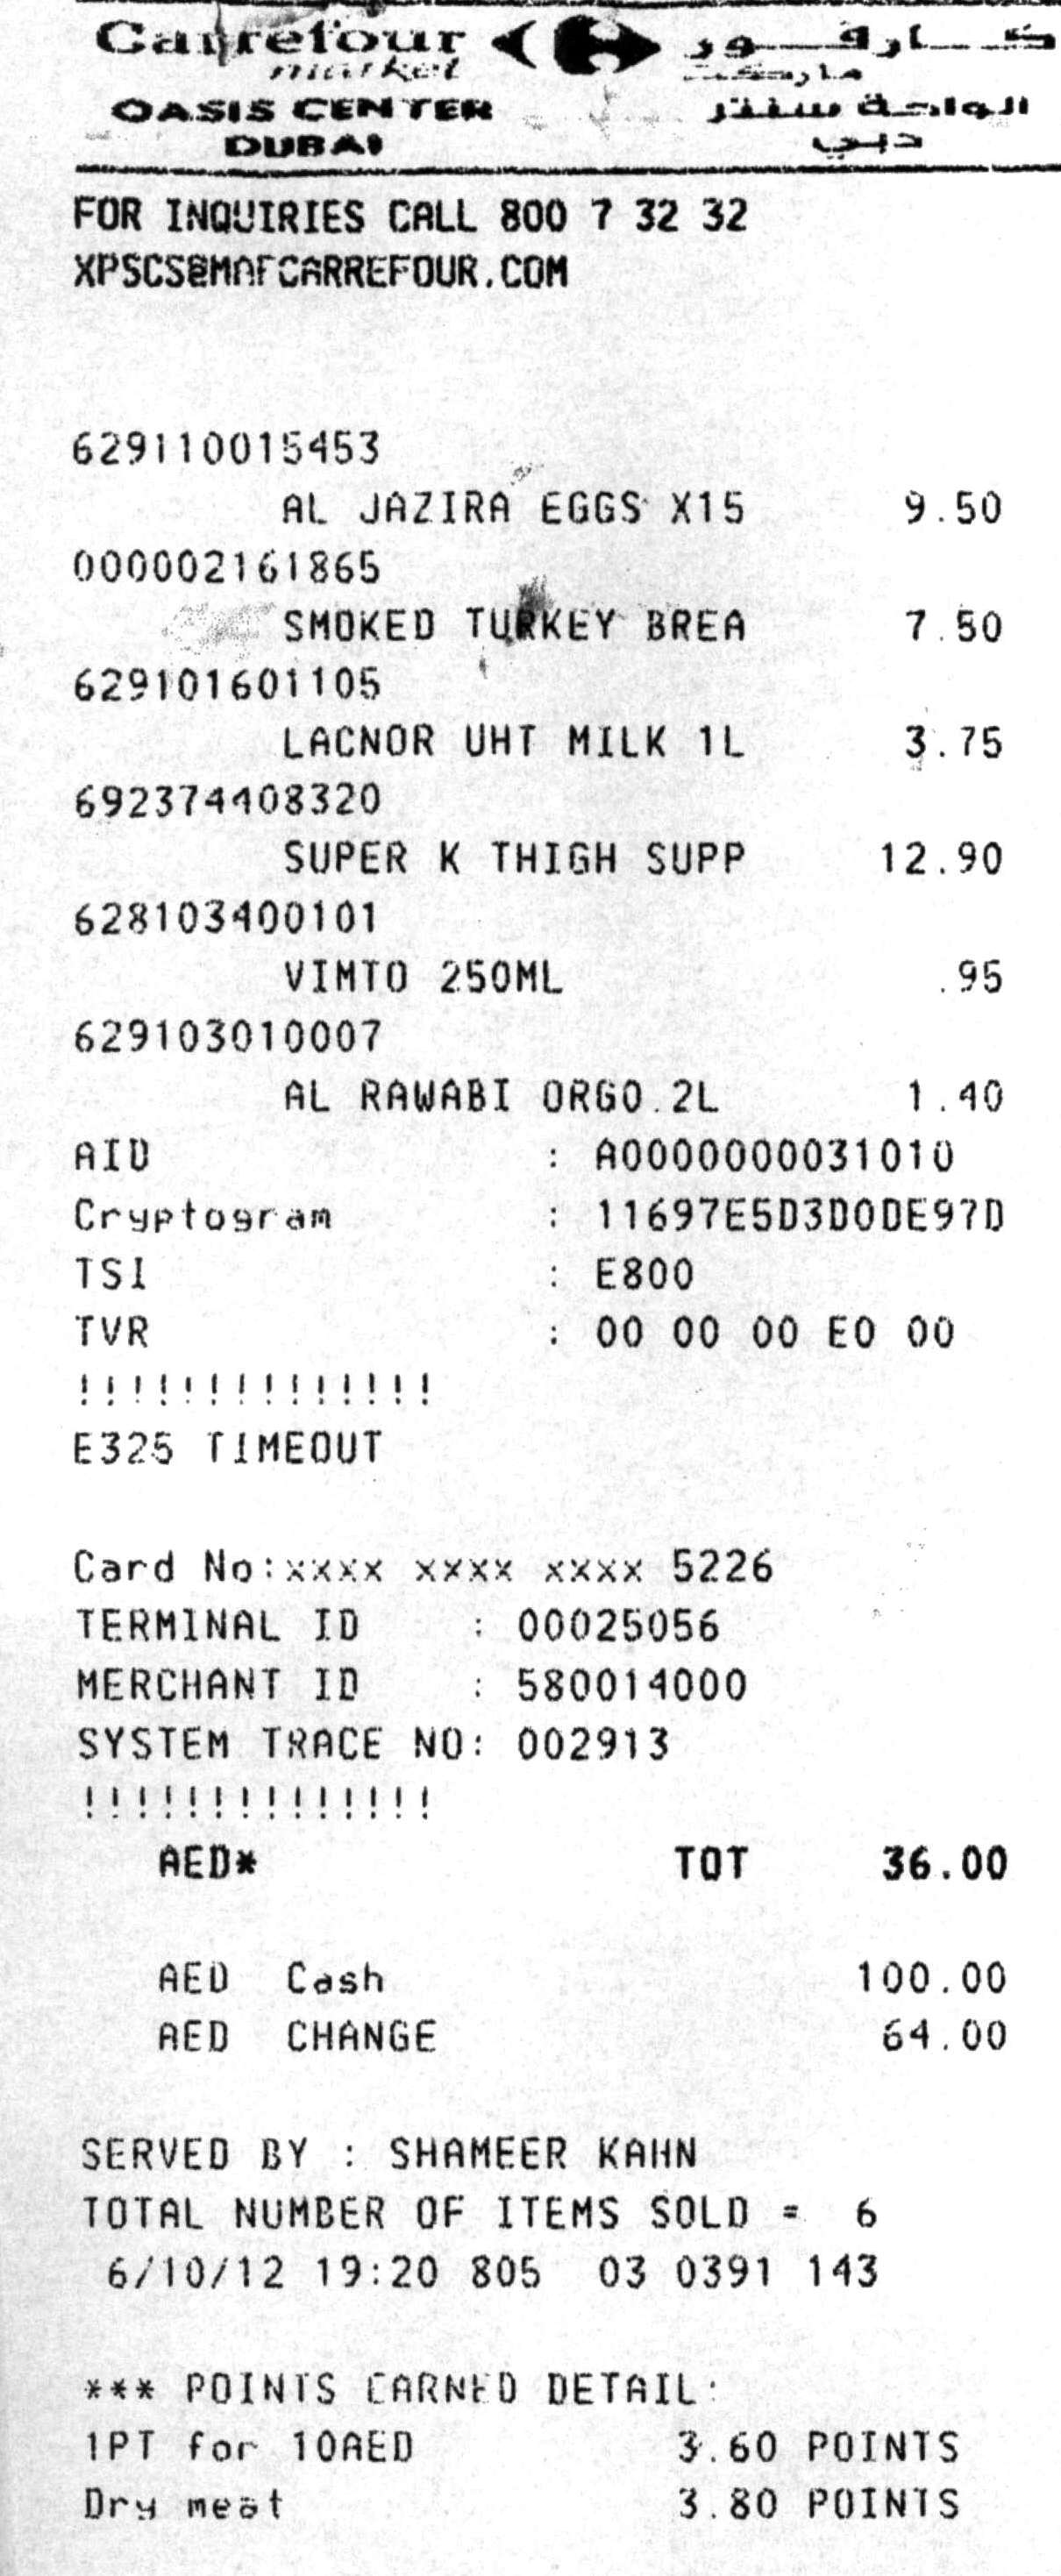 Carrefour كارفور
market ماركت
OASIS CENTER الواحة سنتر
DUBAI دبي
FOR INQUIRIES CALL 800 7 32 32
XPSCS@MAFCARREFOUR.COM
629110015453
AL JAZIRA EGGS X15 9.50
000002161865
SMOKED TURKEY BREA 7.50
629101601105
LACNOR UHT MILK 1L 3.75
692374408320
SUPER K THIGH SUPP 12.90
628103400101
VIMTO 250ML .95
629103010007
AL RAWABI ORGO.2L 1.40
AID : A0000000031010
Cryptogram : 11697E5D3D0DE97D
TSI : E800
TVR : 00 00 00 E0 00
!!!!!!!!!!!!!!
E325 TIMEOUT
Card No:xxxx xxxx xxxx 5226
TERMINAL ID : 00025056
MERCHANT ID : 580014000
SYSTEM TRACE NO: 002913
!!!!!!!!!!!!!!
AED* TOT 36.00
AED Cash 100.00
AED CHANGE 64.00
SERVED BY : SHAMEER KAHN
TOTAL NUMBER OF ITEMS SOLD = 6
6/10/12 19:20 805 03 0391 143
*** POINTS EARNED DETAIL:
1PT for 10AED 3.60 POINTS
Dry meat 3.80 POINTS